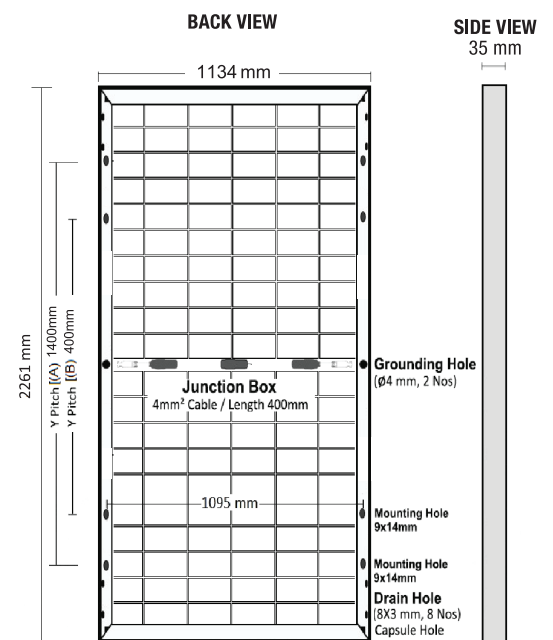 BACK VIEW
SIDE VIEW
35 mm
1134 mm
2261 mm
Y Pitch [(A) 1400mm
Y Pitch [(B) 400mm
Grounding Hole
(Ø4 mm, 2 Nos)
Junction Box
4mm² Cable / Length 400mm
1095 mm
Mounting Hole
9x14mm
Mounting Hole
9x14mm
Drain Hole
(8X3 mm, 8 Nos)
Capsule Hole